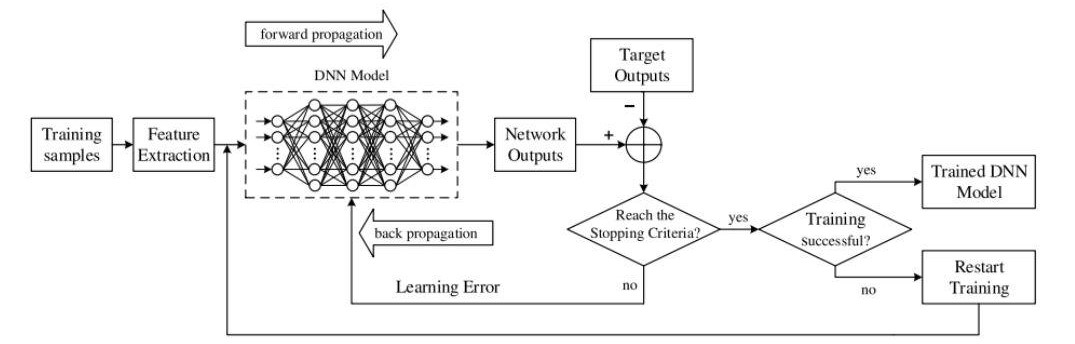 forward propagation
DNN Model
Target
Outputs
−
Training
samples
Feature
Extraction
Network
Outputs
+
Reach the
Stopping Criteria?
yes
Training
successful?
yes
Trained DNN
Model
no
Restart
Training
back propagation
Learning Error
no